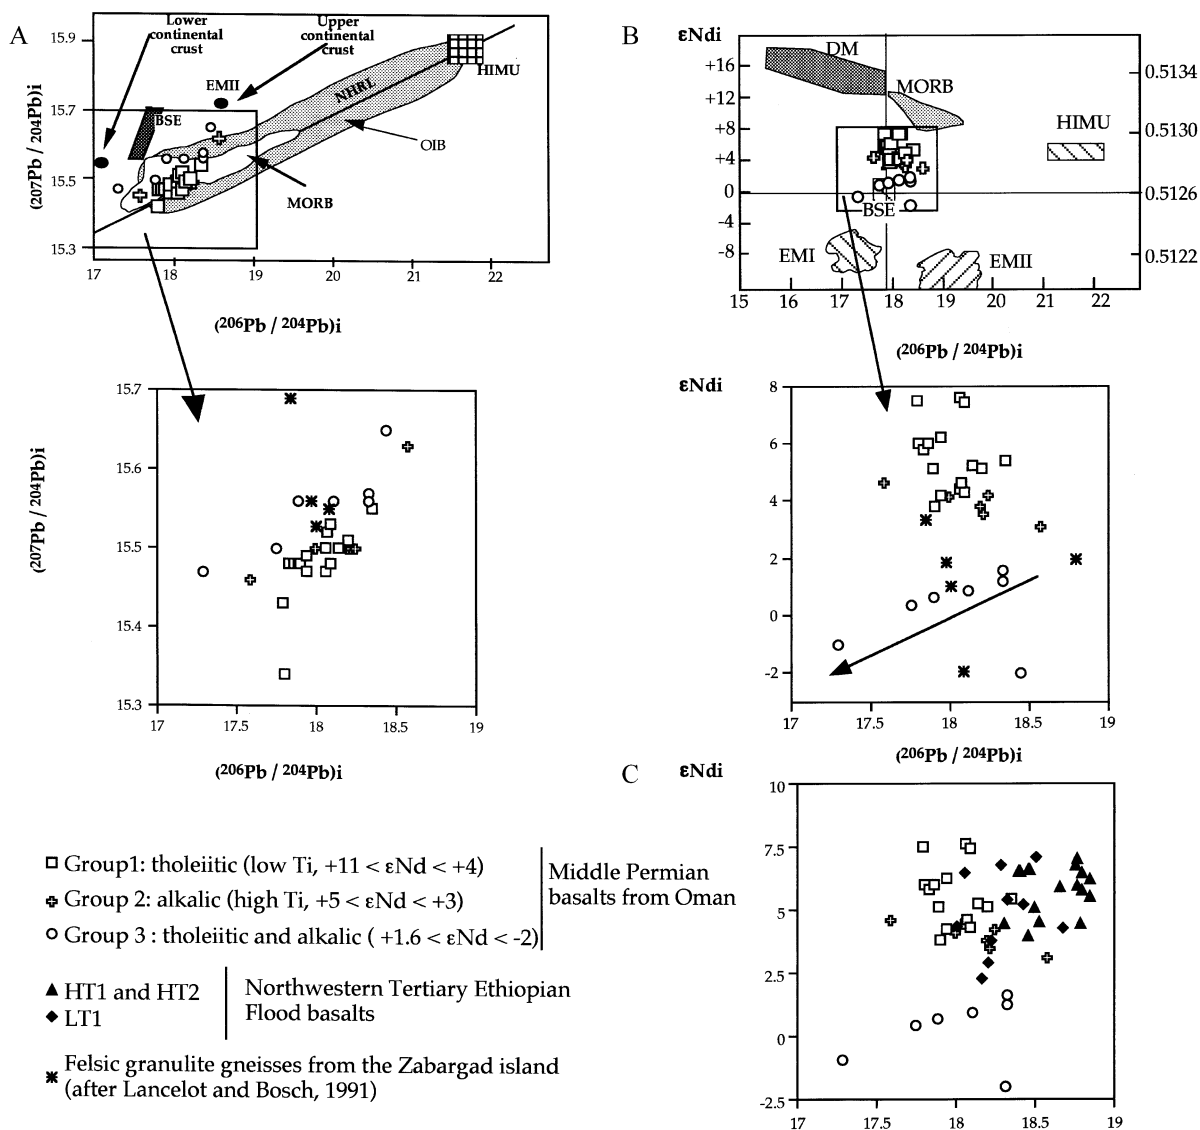 A
Lower
continental
crust
Upper
continental
crust
15.9
15.7
15.5
15.3
(207Pb / 204Pb)i
EMII
BSE
NHRL
HIMU
OIB
MORB
17
18
19
20
21
22
(206Pb / 204Pb)i
B
εNdi
+16
+12
+8
+4
0
-4
-8
DM
MORB
HIMU
BSE
EMI
EMII
0.5134
0.5130
0.5126
0.5122
15
16
17
18
19
20
21
22
(206Pb / 204Pb)i
15.7
15.6
15.5
15.4
15.3
(207Pb / 204Pb)i
17
17.5
18
18.5
19
(206Pb / 204Pb)i
εNdi
8
6
4
2
0
-2
17
17.5
18
18.5
19
(206Pb / 204Pb)i
C
εNdi
10
7.5
5
2.5
0
-2.5
17
17.5
18
18.5
19
Group1: tholeiitic (low Ti, +11 < εNd < +4)
Group 2: alkalic (high Ti, +5 < εNd < +3)
Group 3 : tholeiitic and alkalic ( +1.6 < εNd < -2)
Middle Permian
basalts from Oman
HT1 and HT2
LT1
Northwestern Tertiary Ethiopian
Flood basalts
Felsic granulite gneisses from the Zabargad island
(after Lancelot and Bosch, 1991)